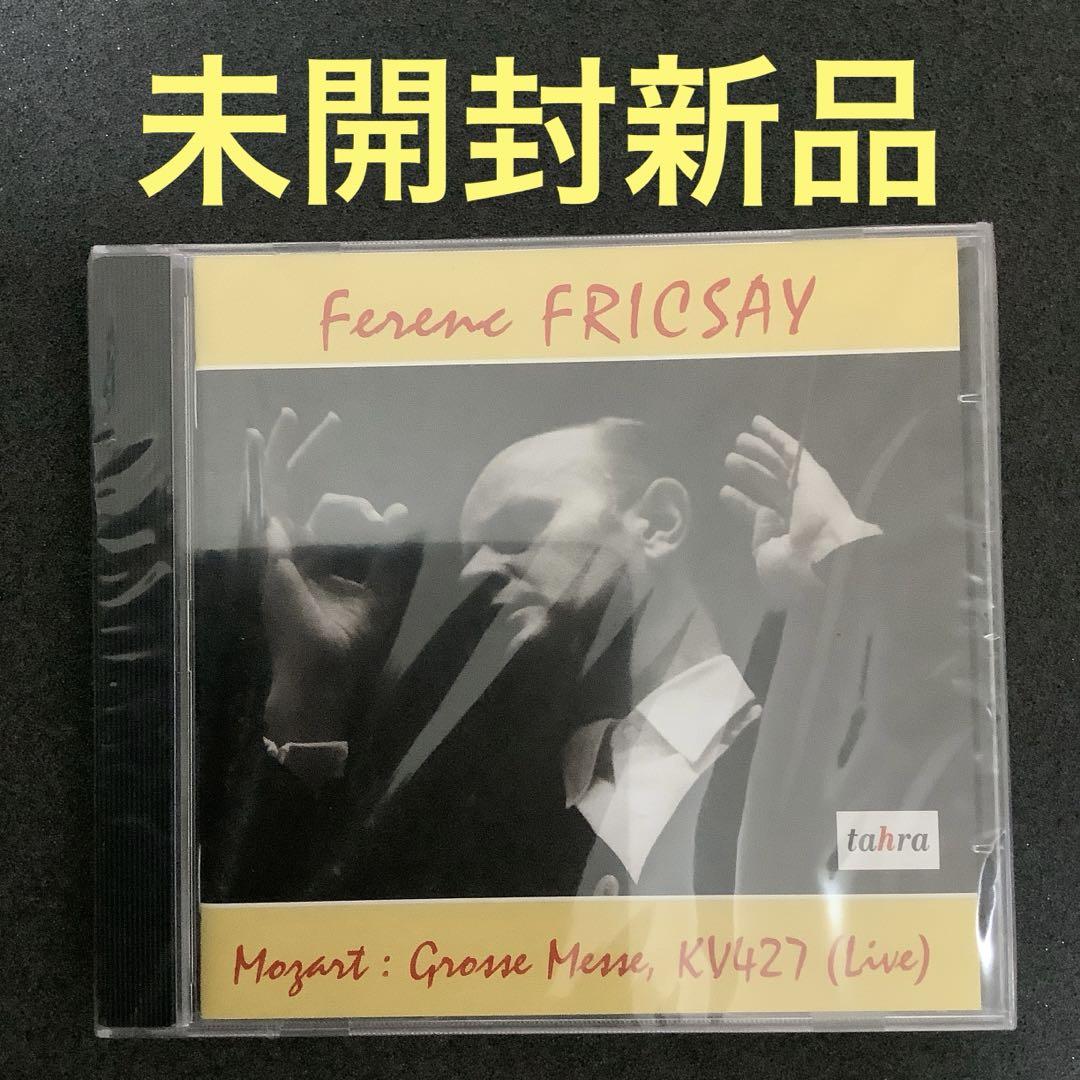 未開封新品
Ferenc FRICSAY
tahra
Mozart : Grosse Messe, KV427 (Live)